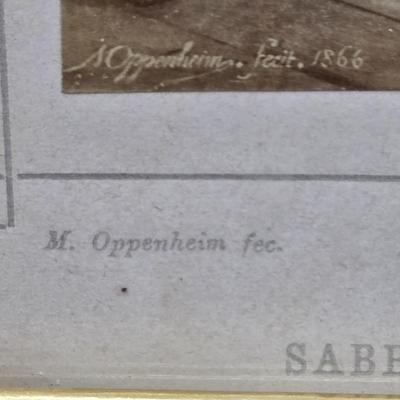 M Oppenheim. fecit. 1866
M. Oppenheim fec.
SABB